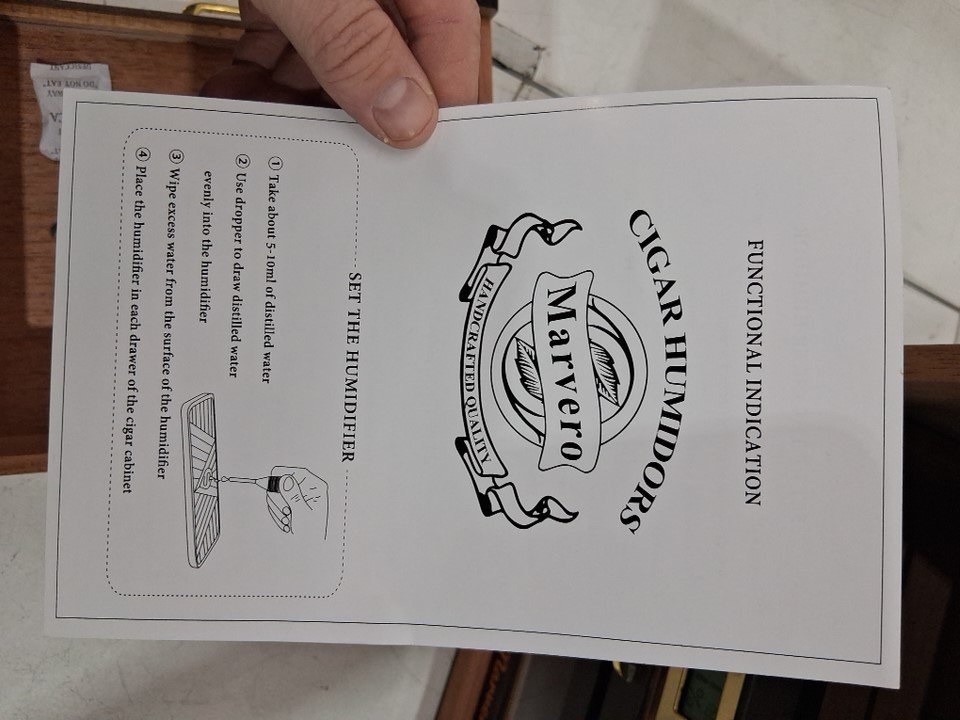 FUNCTIONAL INDICATION
CIGAR HUMIDORS
Marvero
HANDCRAFTED QUALITY
SET THE HUMIDIFIER
① Take about 5-10ml of distilled water
② Use dropper to draw distilled water
evenly into the humidifier
③ Wipe excess water from the surface of the humidifier
④ Place the humidifier in each drawer of the cigar cabinet
DESICCANT
"DO NOT EAT"